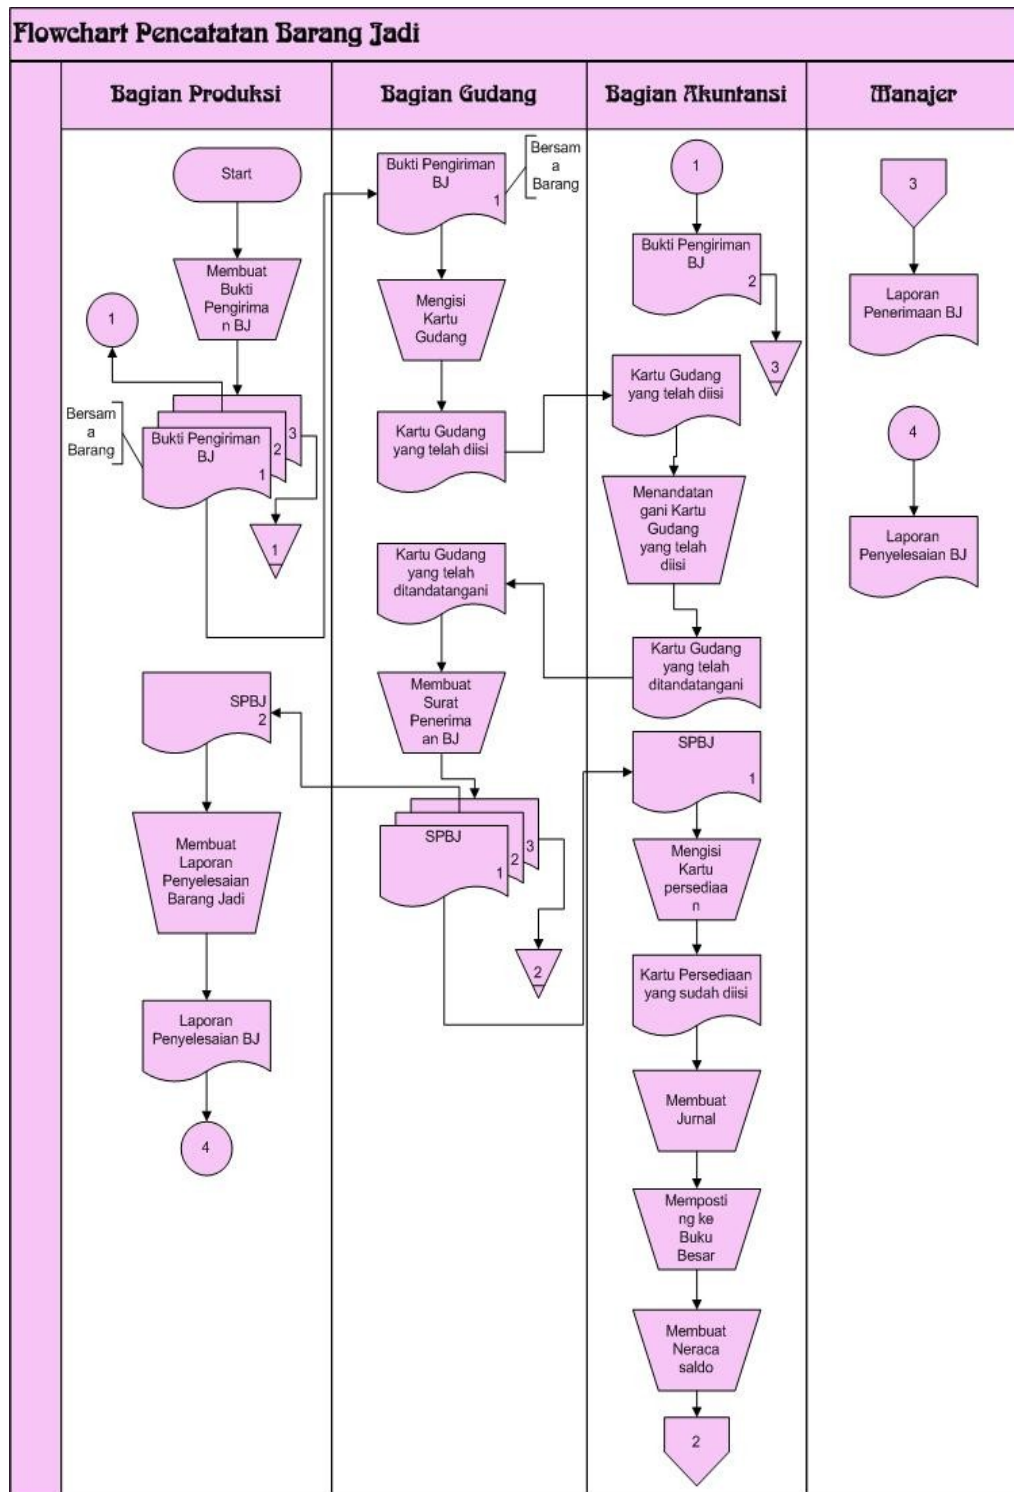 Flowchart Pencatatan Barang Jadi
Bagian Produksi
Bagian Gudang
Bagian Akuntansi
Manajer
Start
Membuat
Bukti
Pengirima
n BJ
1
Bersam
a
Barang
Bukti Pengiriman
BJ
1
2
3
1
SPBJ
2
Membuat
Laporan
Penyelesaian
Barang Jadi
Laporan
Penyelesaian BJ
4
Bukti Pengiriman
BJ
1
Bersam
a
Barang
Mengisi
Kartu
Gudang
Kartu Gudang
yang telah diisi
Kartu Gudang
yang telah
ditandatangani
Membuat
Surat
Penerima
an BJ
SPBJ
1
2
3
2
1
Bukti Pengiriman
BJ
2
3
Kartu Gudang
yang telah diisi
Menandatan
gani Kartu
Gudang
yang telah
diisi
Kartu Gudang
yang telah
ditandatangani
SPBJ
1
Mengisi
Kartu
persediaa
n
Kartu Persediaan
yang sudah diisi
Membuat
Jurnal
Memposti
ng ke
Buku
Besar
Membuat
Neraca
saldo
2
3
Laporan
Penerimaan BJ
4
Laporan
Penyelesaian BJ